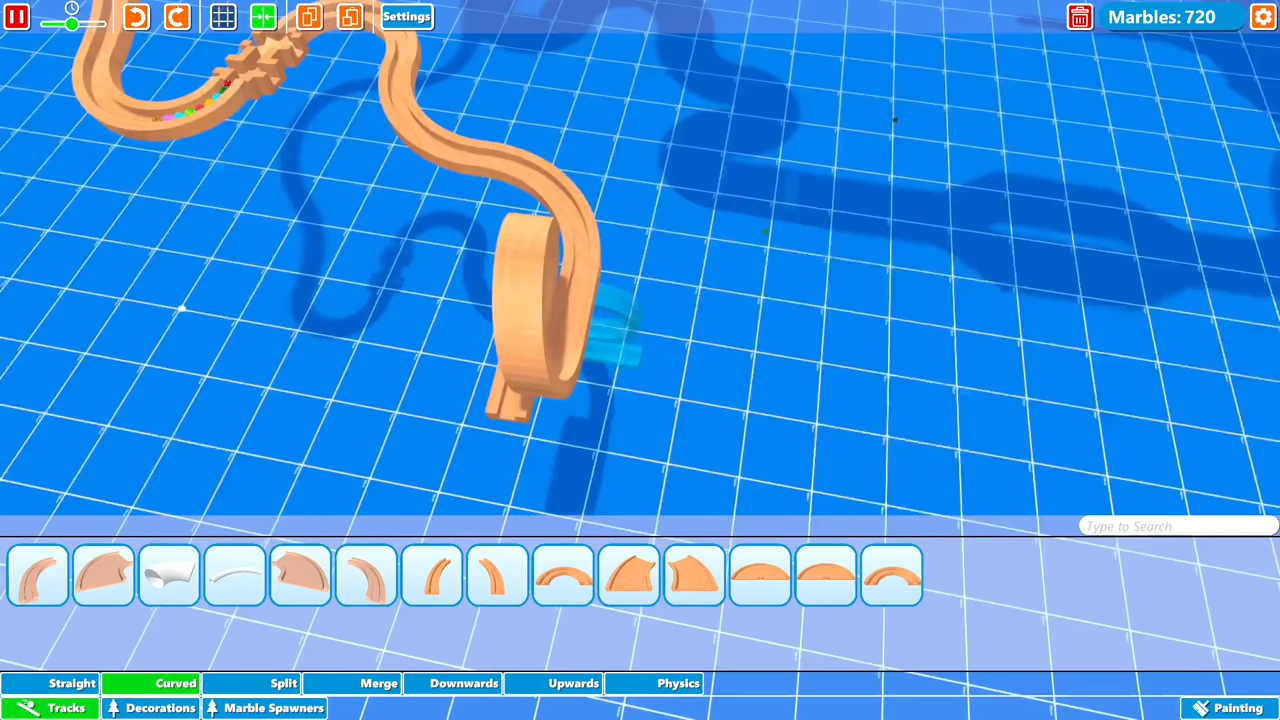 Settings
Marbles: 720
Type to Search
Straight Curved Split Merge Downwards Upwards Physics
Tracks Decorations Marble Spawners Painting